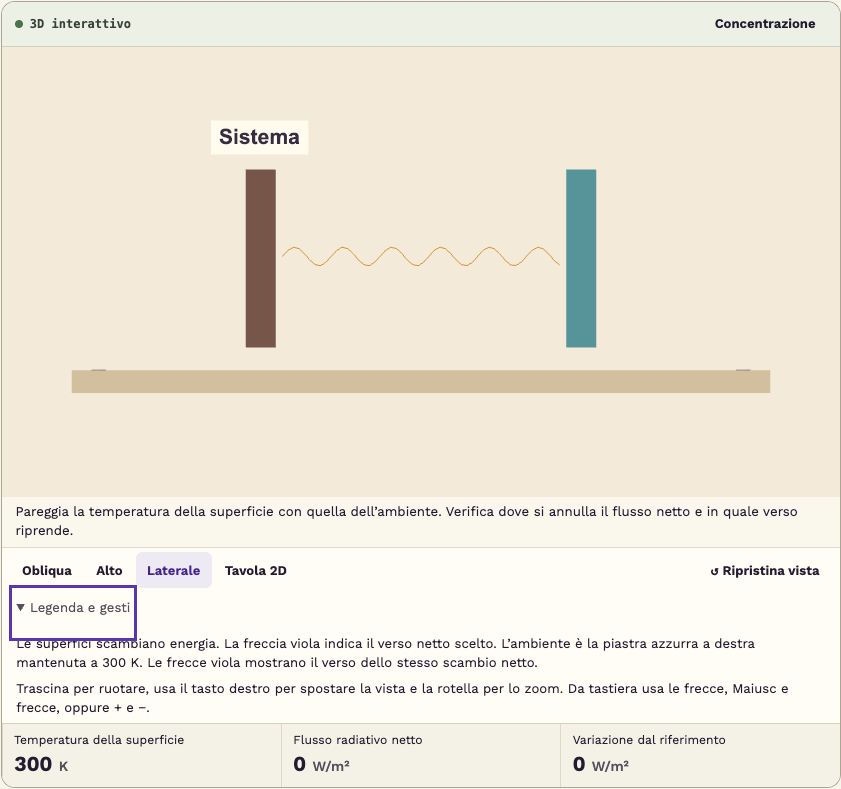 3D interattivo
Concentrazione
Sistema
Pareggia la temperatura della superficie con quella dell’ambiente. Verifica dove si annulla il flusso netto e in quale verso
riprende.
Obliqua Alto Laterale Tavola 2D ↺ Ripristina vista
▼ Legenda e gesti
Le superfici scambiano energia. La freccia viola indica il verso netto scelto. L’ambiente è la piastra azzurra a destra
mantenuta a 300 K. Le frecce viola mostrano il verso dello stesso scambio netto.
Trascina per ruotare, usa il tasto destro per spostare la vista e la rotella per lo zoom. Da tastiera usa le frecce, Maiusc e
frecce, oppure + e −.
Temperatura della superficie
300 K
Flusso radiativo netto
0 W/m²
Variazione dal riferimento
0 W/m²